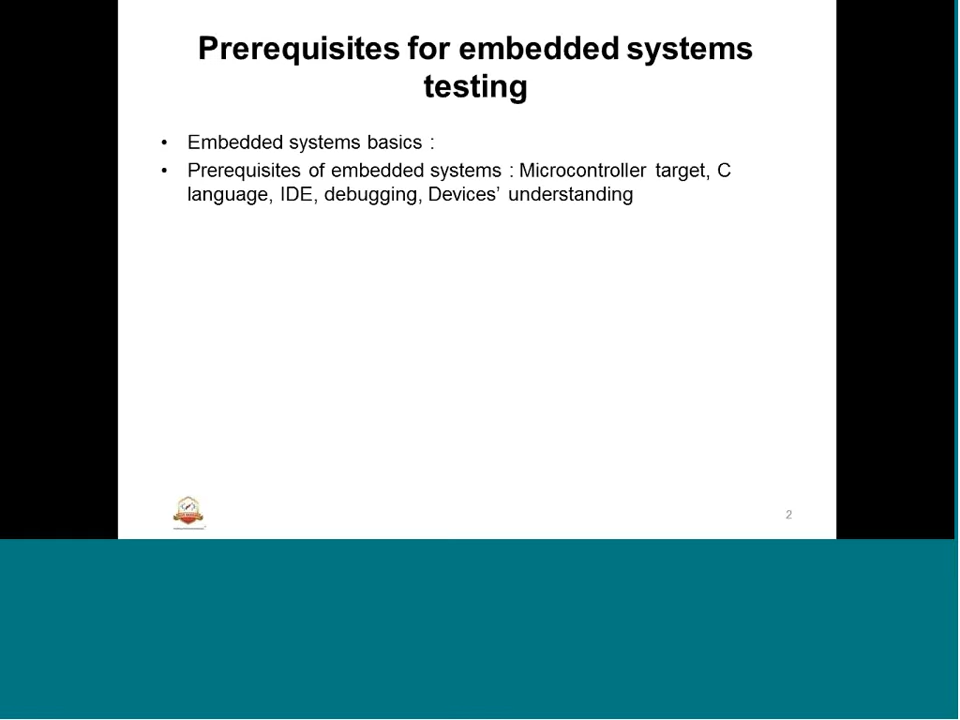 Prerequisites for embedded systems
testing
• Embedded systems basics :
• Prerequisites of embedded systems : Microcontroller target, C
language, IDE, debugging, Devices’ understanding
2